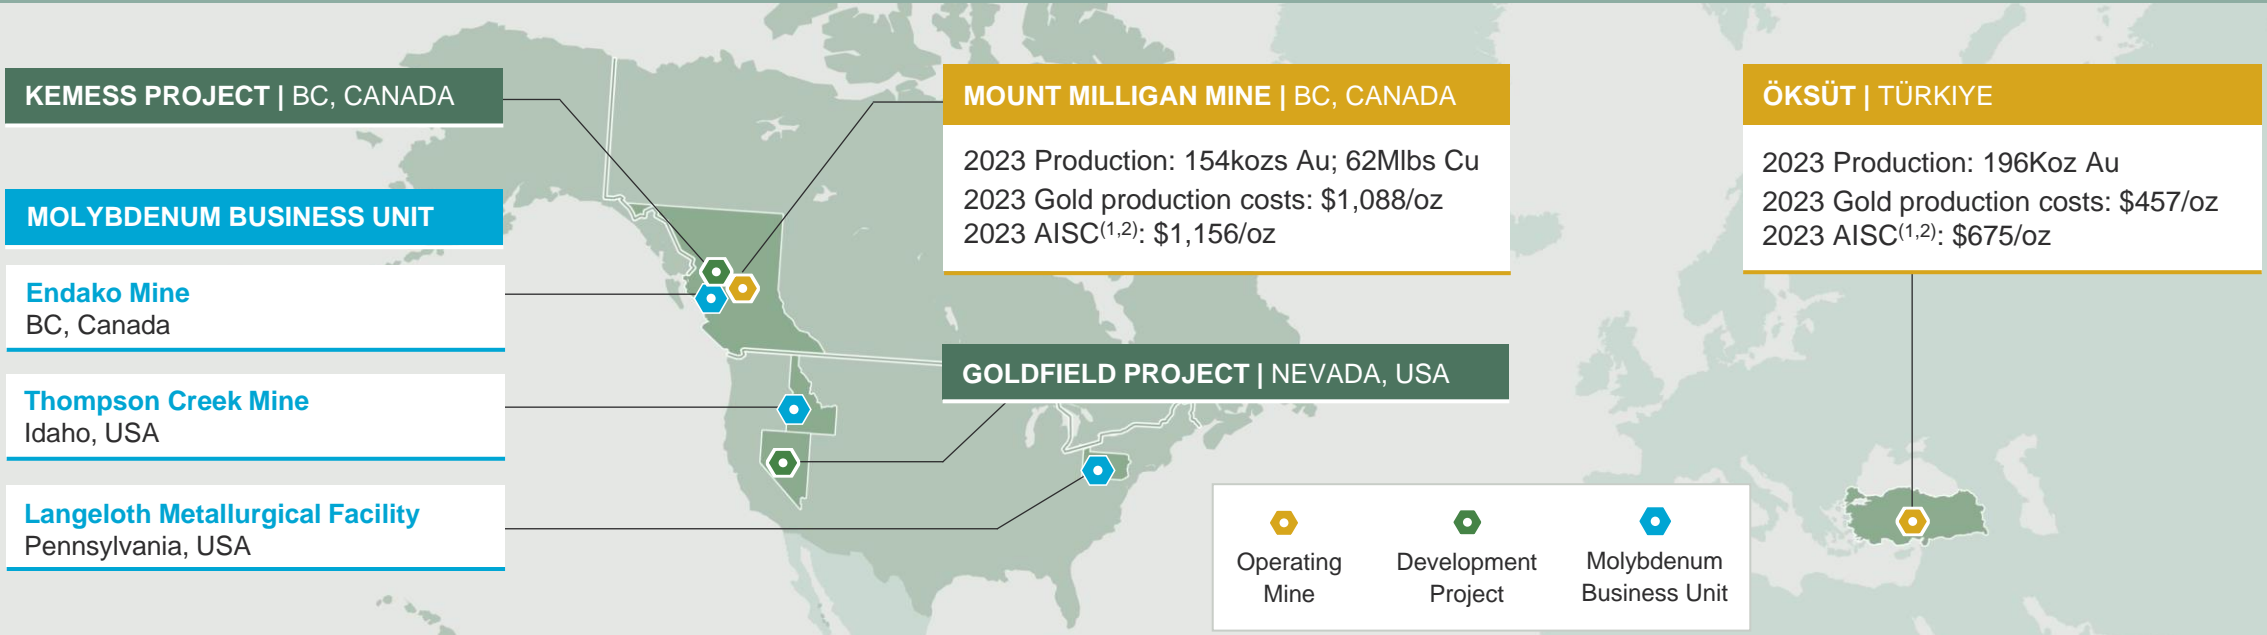 KEMESS PROJECT | BC, CANADA
MOLYBDENUM BUSINESS UNIT
Endako Mine
BC, Canada
Thompson Creek Mine
Idaho, USA
Langeloth Metallurgical Facility
Pennsylvania, USA
MOUNT MILLIGAN MINE | BC, CANADA
2023 Production: 154kozs Au; 62Mlbs Cu
2023 Gold production costs: $1,088/oz
2023 AISC(1,2): $1,156/oz
GOLDFIELD PROJECT | NEVADA, USA
ÖKSÜT | TÜRKIYE
2023 Production: 196Koz Au
2023 Gold production costs: $457/oz
2023 AISC(1,2): $675/oz
Operating
Mine
Development
Project
Molybdenum
Business Unit